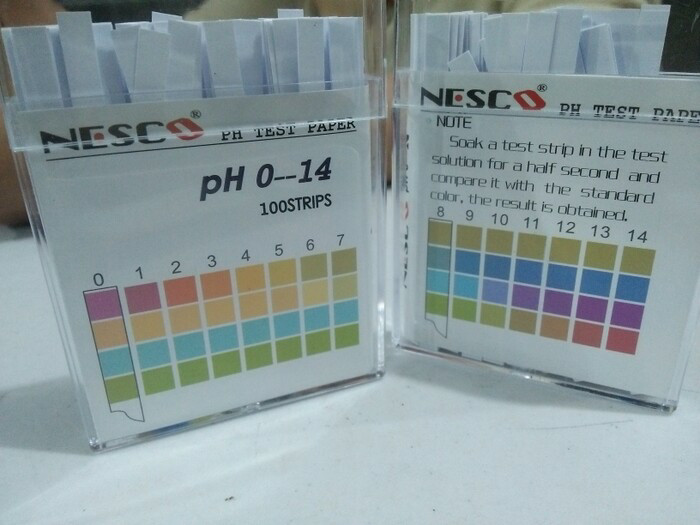 NESCO® PH TEST PAPER
pH 0--14
100STRIPS
0 1 2 3 4 5 6 7
NESCO® PH TEST PAPE
NOTE
Soak a test strip in the test
solution for a half second and
compare it with the standard
color, the result is obtained.
8 9 10 11 12 13 14